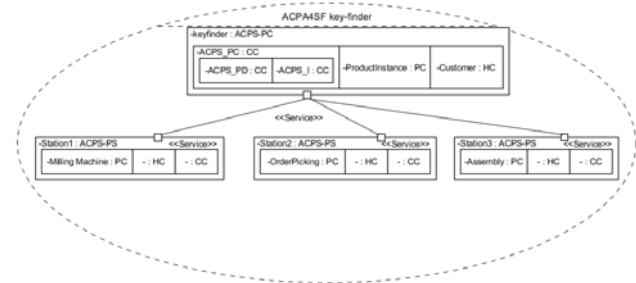 ACPA4SF key-finder
-keyfinder : ACPS-PC
-ACPS_PC : CC
-ACPS_PD : CC
-ACPS_I : CC
-ProductInstance : PC
-Customer : HC
<<Service>>
-Station1 : ACPS-PS
<<Service>>
-Milling Machine : PC
- : HC
- : CC
-Station2 : ACPS-PS
<<Service>>
-OrderPicking : PC
- : HC
- : CC
-Station3 : ACPS-PS
<<Service>>
-Assembly : PC
- : HC
- : CC